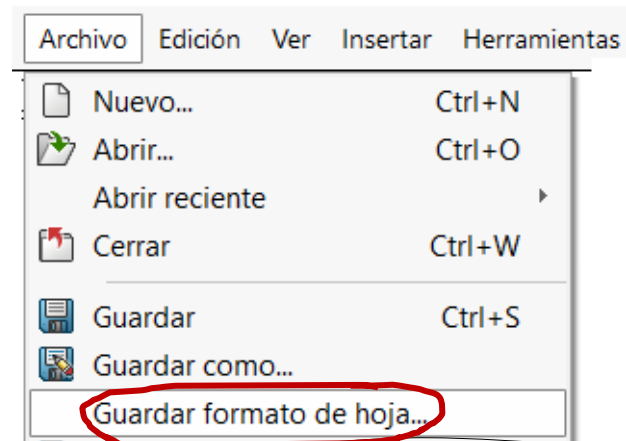 Archivo Edición Ver Insertar Herramientas
Nuevo... Ctrl+N
Abrir... Ctrl+O
Abrir reciente
Cerrar Ctrl+W
Guardar Ctrl+S
Guardar como...
Guardar formato de hoja...